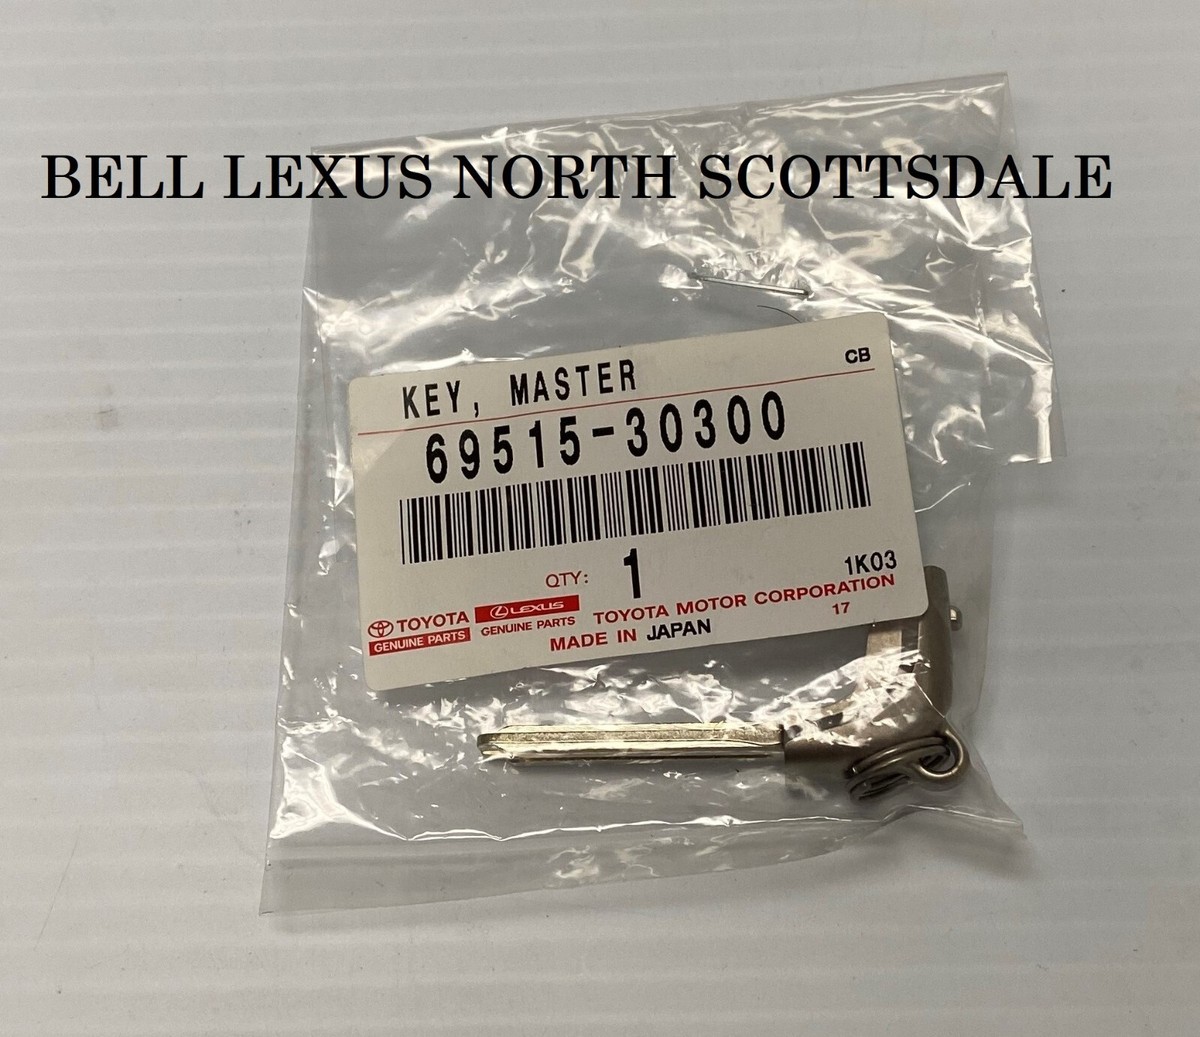 BELL LEXUS NORTH SCOTTSDALE
KEY, MASTER
CB
69515-30300
QTY: 1
1K03
TOYOTA
GENUINE PARTS
LEXUS
GENUINE PARTS
TOYOTA MOTOR CORPORATION
MADE IN JAPAN
17